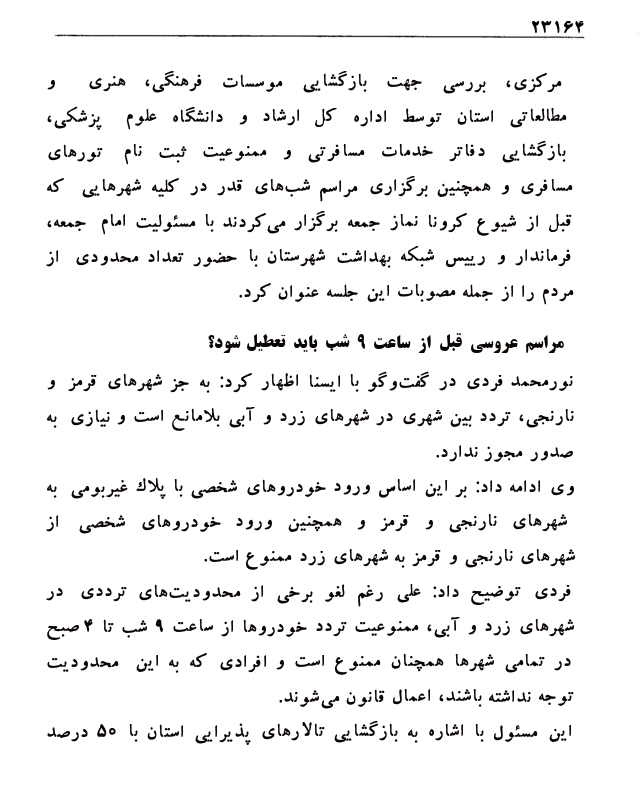 ۲۳۱۶۴
مرکزی، بررسی جهت بازگشایی موسسات فرهنگی، هنری و
مطالعاتی استان توسط اداره کل ارشاد و دانشگاه علوم پزشکی،
بازگشایی دفاتر خدمات مسافرتی و ممنوعیت ثبت نام تورهای
مسافری و همچنین برگزاری مراسم شب‌های قدر در کلیه شهرهایی که
قبل از شیوع کرونا نماز جمعه برگزار می‌کردند با مسئولیت امام جمعه،
فرماندار و رییس شبکه بهداشت شهرستان با حضور تعداد محدودی از
مردم را از جمله مصوبات این جلسه عنوان کرد.
مراسم عروسی قبل از ساعت ۹ شب باید تعطیل شود؟
نورمحمد فردی در گفت‌وگو با ایسنا اظهار کرد: به جز شهرهای قرمز و
نارنجی، تردد بین شهری در شهرهای زرد و آبی بلامانع است و نیازی به
صدور مجوز ندارد.
وی ادامه داد: بر این اساس ورود خودروهای شخصی با پلاك غیربومی به
شهرهای نارنجی و قرمز و همچنین ورود خودروهای شخصی از
شهرهای نارنجی و قرمز به شهرهای زرد ممنوع است.
فردی توضیح داد: علی رغم لغو برخی از محدودیت‌های ترددی در
شهرهای زرد و آبی، ممنوعیت تردد خودروها از ساعت ۹ شب تا ۴ صبح
در تمامی شهرها همچنان ممنوع است و افرادی که به این محدودیت
توجه نداشته باشند، اعمال قانون می‌شوند.
این مسئول با اشاره به بازگشایی تالارهای پذیرایی استان با ۵۰ درصد